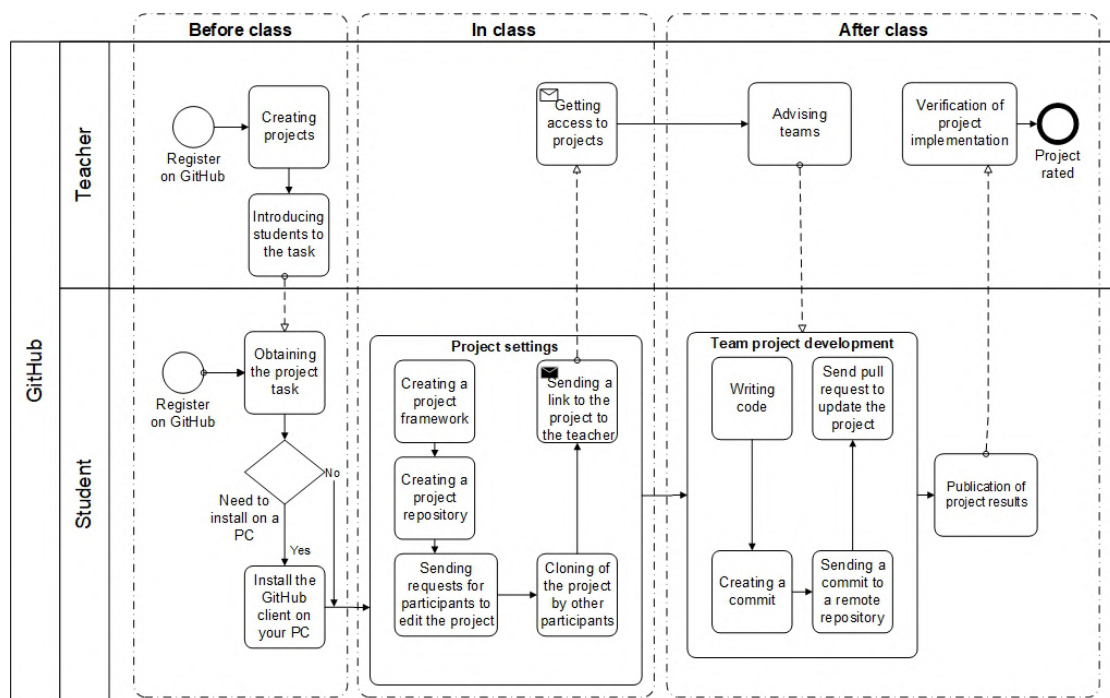 Before class
In class
After class
GitHub
Teacher
Register
on GitHub
Creating
projects
Introducing
students to
the task
Getting
access to
projects
Advising
teams
Verification of
project
implementation
Project
rated
Student
Register
on GitHub
Obtaining
the project
task
Need to
install on a
PC
No
Yes
Install the
GitHub
client on
your PC
Project settings
Creating a
project
framework
Creating a
project
repository
Sending
requests for
participants to
edit the project
Cloning of
the project
by other
participants
Sending a
link to the
project to
the teacher
Team project development
Writing
code
Creating a
commit
Sending a
commit to
a remote
repository
Send pull
request to
update the
project
Publication of
project results